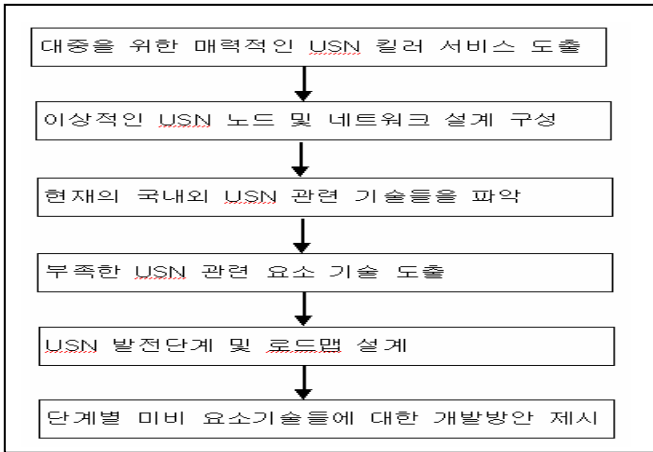 대중을 위한 매력적인 USN 킬러 서비스 도출
이상적인 USN 노드 및 네트워크 설계 구성
현재의 국내외 USN 관련 기술들을 파악
부족한 USN 관련 요소 기술 도출
USN 발전단계 및 로드맵 설계
단계별 미비 요소기술들에 대한 개발방안 제시